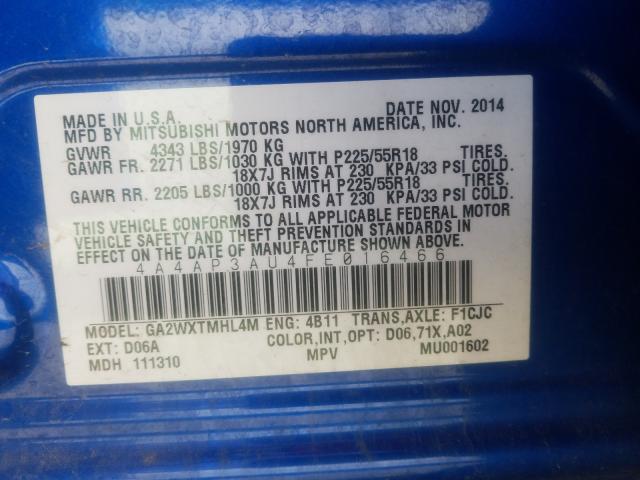 MADE IN U.S.A. DATE NOV. 2014
MFD BY MITSUBISHI MOTORS NORTH AMERICA, INC.
GVWR 4343 LBS/1970 KG
GAWR FR. 2271 LBS/1030 KG WITH P225/55R18 TIRES.
18X7J RIMS AT 230 KPA/33 PSI COLD.
GAWR RR. 2205 LBS/1000 KG WITH P225/55R18 TIRES.
18X7J RIMS AT 230 KPA/33 PSI COLD.
THIS VEHICLE CONFORMS TO ALL APPLICABLE FEDERAL MOTOR
VEHICLE SAFETY AND THEFT PREVENTION STANDARDS IN
EFFECT ON THE DATE OF MANUFACTURE SHOWN ABOVE.
4A4AP3AU4FE016466
MODEL: GA2WXTMHL4M ENG: 4B11 TRANS,AXLE: F1CJC
EXT: D06A COLOR,INT,OPT: D06,71X,A02
MDH 111310 MPV MU001602